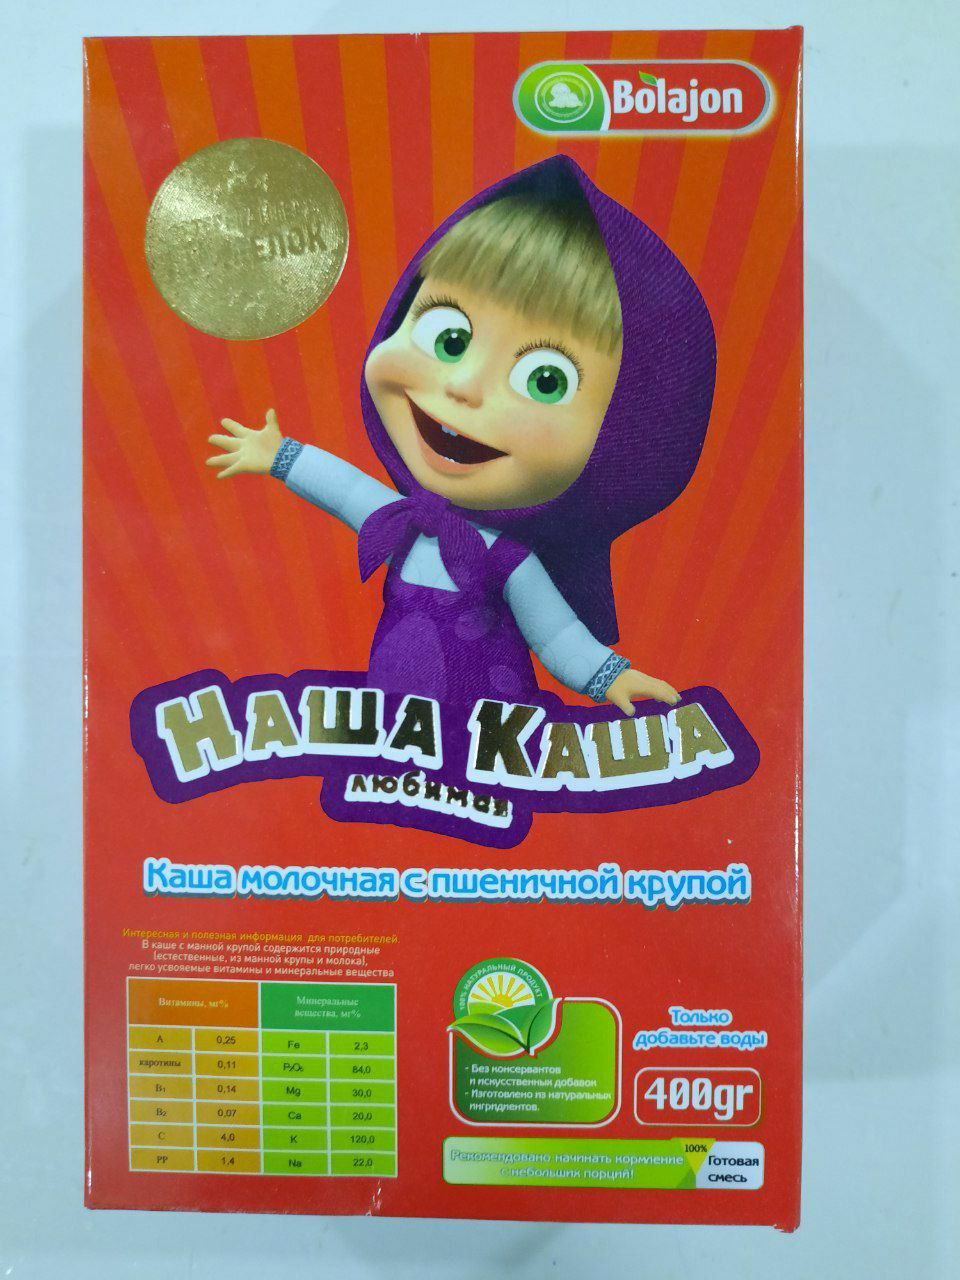 Bolajon
НАША КАША
любимая
Каша молочная с пшеничной крупой
Интересная и полезная информация для потребителей.
В каше с манной крупой содержится природные
(естественные, из манной крупы и молока),
легко усвояемые витамины и минеральные вещества
Витамины, мг% Минеральные вещества, мг%
А 0,25 Fe 2,3
каротины 0,11 P₂O₅ 84,0
B₁ 0,14 Mg 30,0
B₂ 0,07 Ca 20,0
C 4,0 K 120,0
PP 1.4 Na 22,0
100% НАТУРАЛЬНЫЙ ПРОДУКТ
- Без консервантов
и искусственных добавок
- Изготовлено из натуральных
ингридиентов.
Только
добавьте воды
400gr
Рекомендовано начинать кормление
с небольших порций!
100%
Готовая
смесь